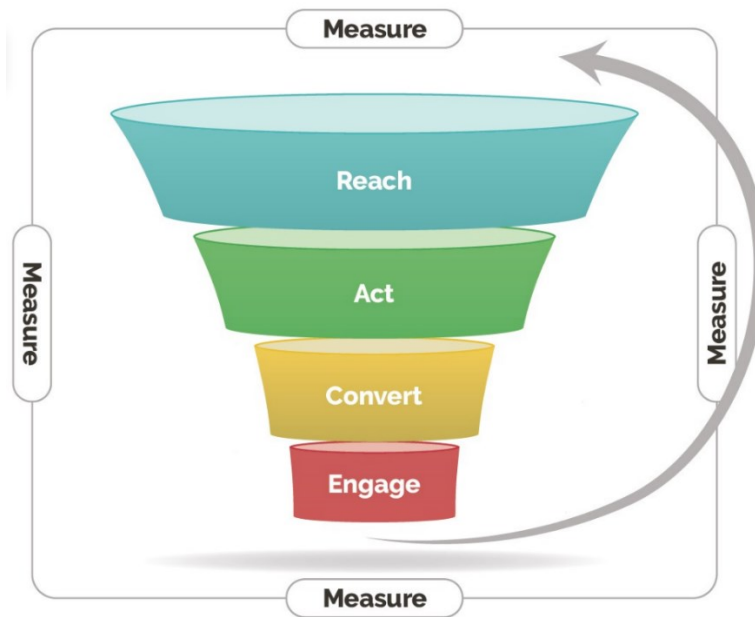 Measure
Reach
Act
Measure
Measure
Convert
Engage
Measure